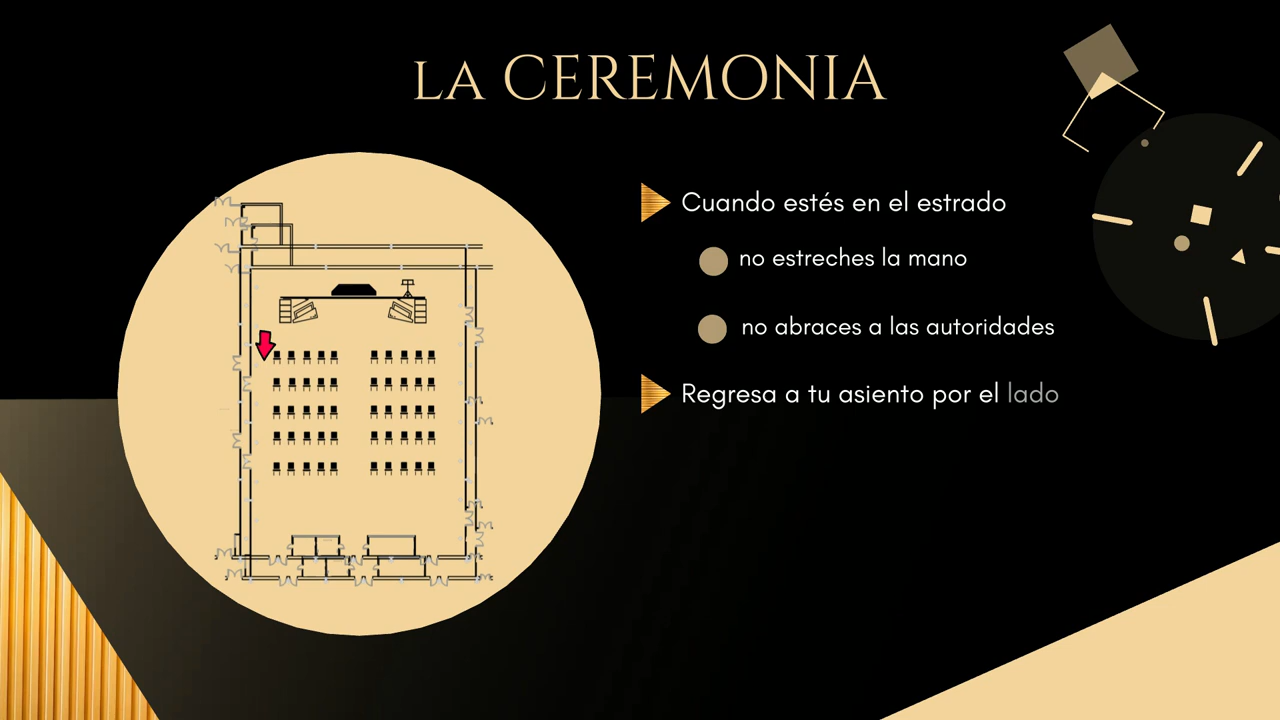 LA CEREMONIA
Cuando estés en el estrado
no estreches la mano
no abraces a las autoridades
Regresa a tu asiento por el lado